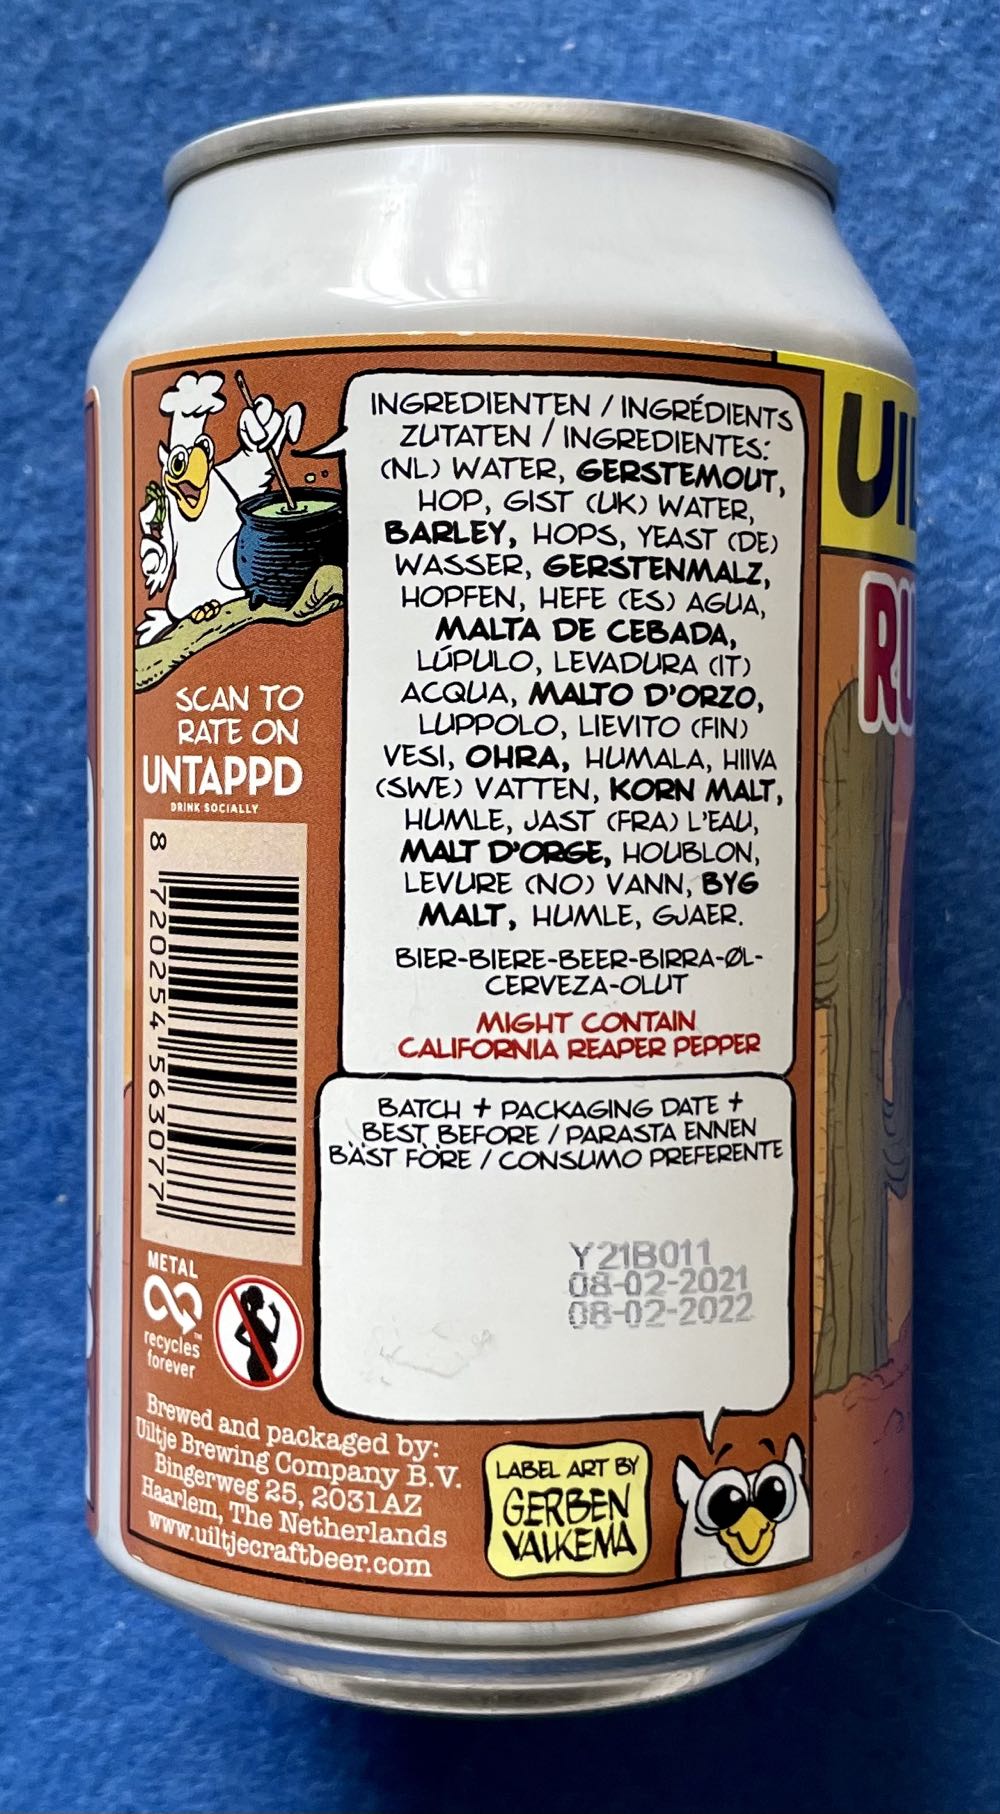 INGREDIENTEN / INGRÉDIENTS
ZUTATEN / INGREDIENTES:
(NL) WATER, GERSTEMOUT,
HOP, GIST (UK) WATER,
BARLEY, HOPS, YEAST (DE)
WASSER, GERSTENMALZ,
HOPFEN, HEFE (ES) AGUA,
MALTA DE CEBADA,
LÚPULO, LEVADURA (IT)
ACQUA, MALTO D'ORZO,
LUPPOLO, LIEVITO (FIN)
VESI, OHRA, HUMALA, HIIVA
(SWE) VATTEN, KORN MALT,
HUMLE, JAST (FRA) L'EAU,
MALT D'ORGE, HOUBLON,
LEVURE (NO) VANN, BYG
MALT, HUMLE, GJAER.
BIER-BIERE-BEER-BIRRA-ØL-
CERVEZA-OLUT
MIGHT CONTAIN
CALIFORNIA REAPER PEPPER
SCAN TO
RATE ON
UNTAPPD
DRINK SOCIALLY
8 720254 563077
BATCH + PACKAGING DATE +
BEST BEFORE / PARASTA ENNEN
BÄST FÖRE / CONSUMO PREFERENTE
Y21B011
08-02-2021
08-02-2022
METAL
recycles™
forever
Brewed and packaged by:
Uiltje Brewing Company B.V.
Bingerweg 25, 2031AZ
Haarlem, The Netherlands
www.uiltjecraftbeer.com
LABEL ART BY
GERBEN
VALKEMA
UIL
RU